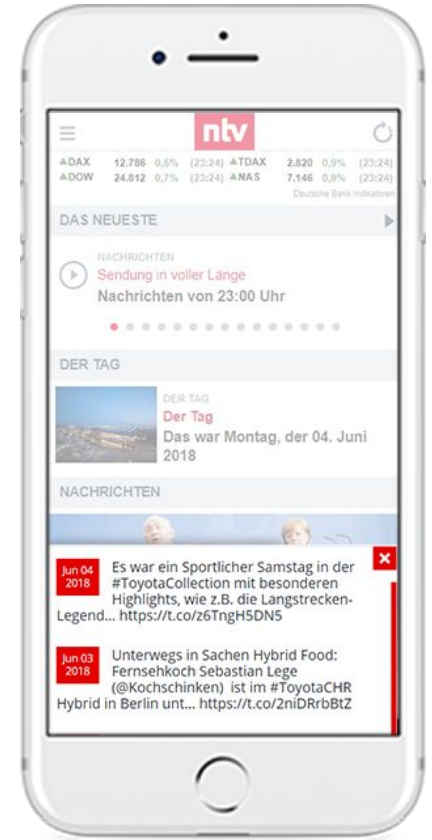 ntv
▲DAX 12.786 0,5% (23:24) ▲TDAX 2.820 0,9% (23:24)
▲DOW 24.812 0,7% (23:24) ▲NAS 7.146 0,9% (23:24)
Deutsche Bank Indikatoren
DAS NEUESTE
NACHRICHTEN
Sendung in voller Länge
Nachrichten von 23:00 Uhr
DER TAG
DER TAG
Der Tag
Das war Montag, der 04. Juni
2018
NACHRICHTEN
Jun 04
2018
Es war ein Sportlicher Samstag in der
#ToyotaCollection mit besonderen
Highlights, wie z.B. die Langstrecken-
Legend... https://t.co/z6TngH5DN5
Jun 03
2018
Unterwegs in Sachen Hybrid Food:
Fernsehkoch Sebastian Lege
(@Kochschinken) ist im #ToyotaCHR
Hybrid in Berlin unt... https://t.co/2niDRrbBtZ